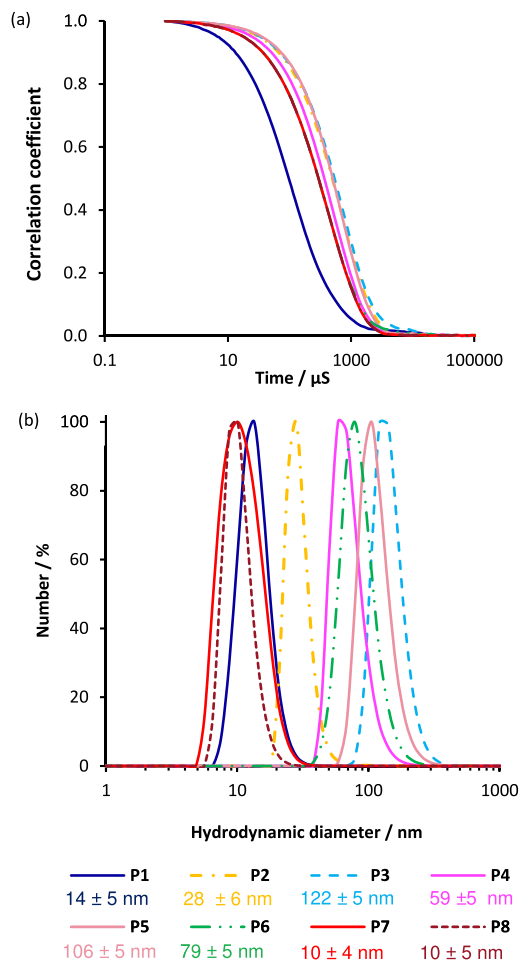 (a)
1.0
0.8
0.6
0.4
0.2
0.0
Correlation coefficient
0.1 10 1000 100000
Time / µS
(b)
100
80
60
40
20
0
Number / %
1 10 100 1000
Hydrodynamic diameter / nm
P1 P2 P3 P4
14 ± 5 nm 28 ± 6 nm 122 ± 5 nm 59 ±5 nm
P5 P6 P7 P8
106 ± 5 nm 79 ± 5 nm 10 ± 4 nm 10 ± 5 nm